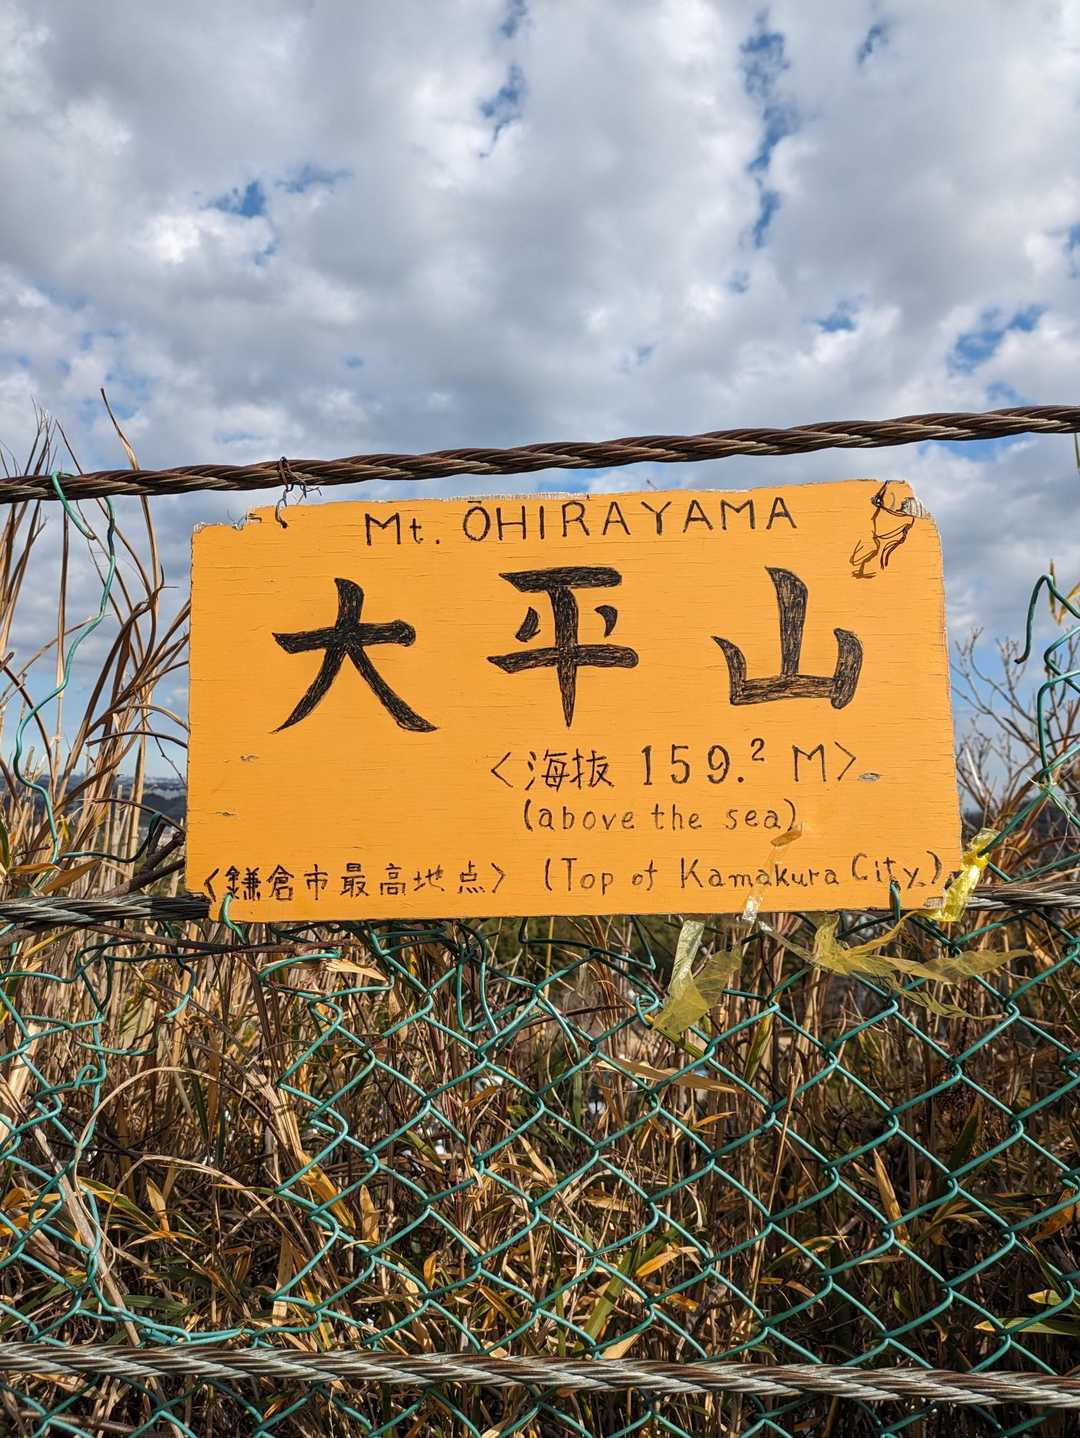 Mt. ŌHIRAYAMA
大平山
〈海抜 159.² M〉
(above the sea)
〈鎌倉市最高地点〉 (Top of Kamakura City)